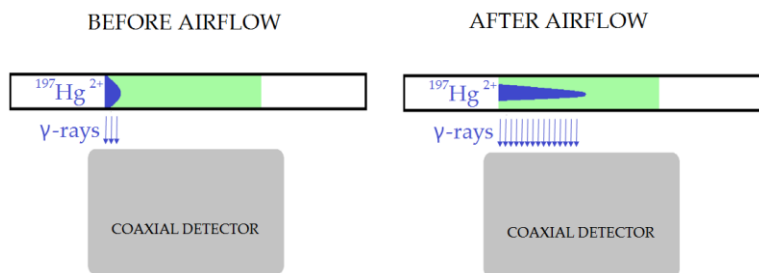 BEFORE AIRFLOW
¹⁹⁷Hg ²⁺
γ-rays
COAXIAL DETECTOR
AFTER AIRFLOW
¹⁹⁷Hg ²⁺
γ-rays
COAXIAL DETECTOR